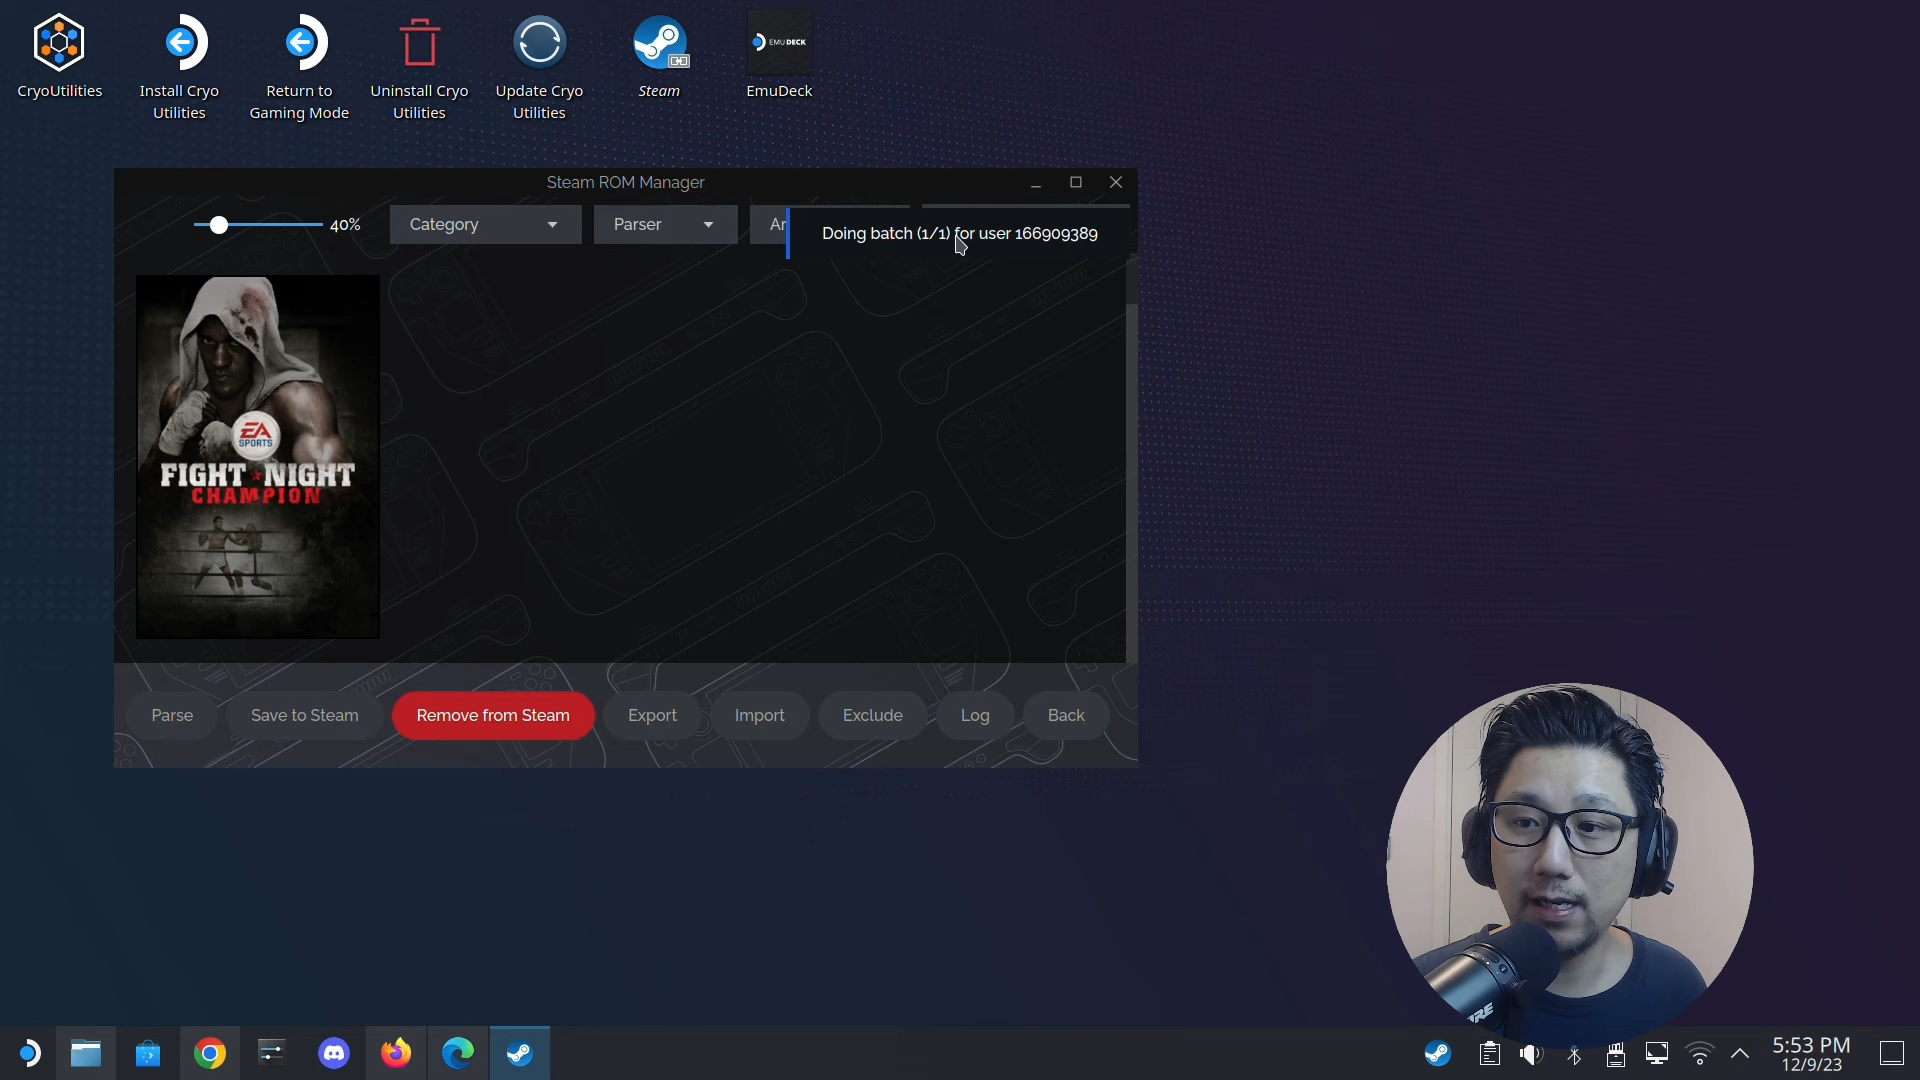 CryoUtilities
Install Cryo
Utilities
Return to
Gaming Mode
Uninstall Cryo
Utilities
Update Cryo
Utilities
Steam
EMUDECK
EmuDeck
Steam ROM Manager
40%
Category
Parser
Ar
Doing batch (1/1) for user 166909389
EA
SPORTS
FIGHT NIGHT
CHAMPION
Parse
Save to Steam
Remove from Steam
Export
Import
Exclude
Log
Back
5:53 PM
12/9/23